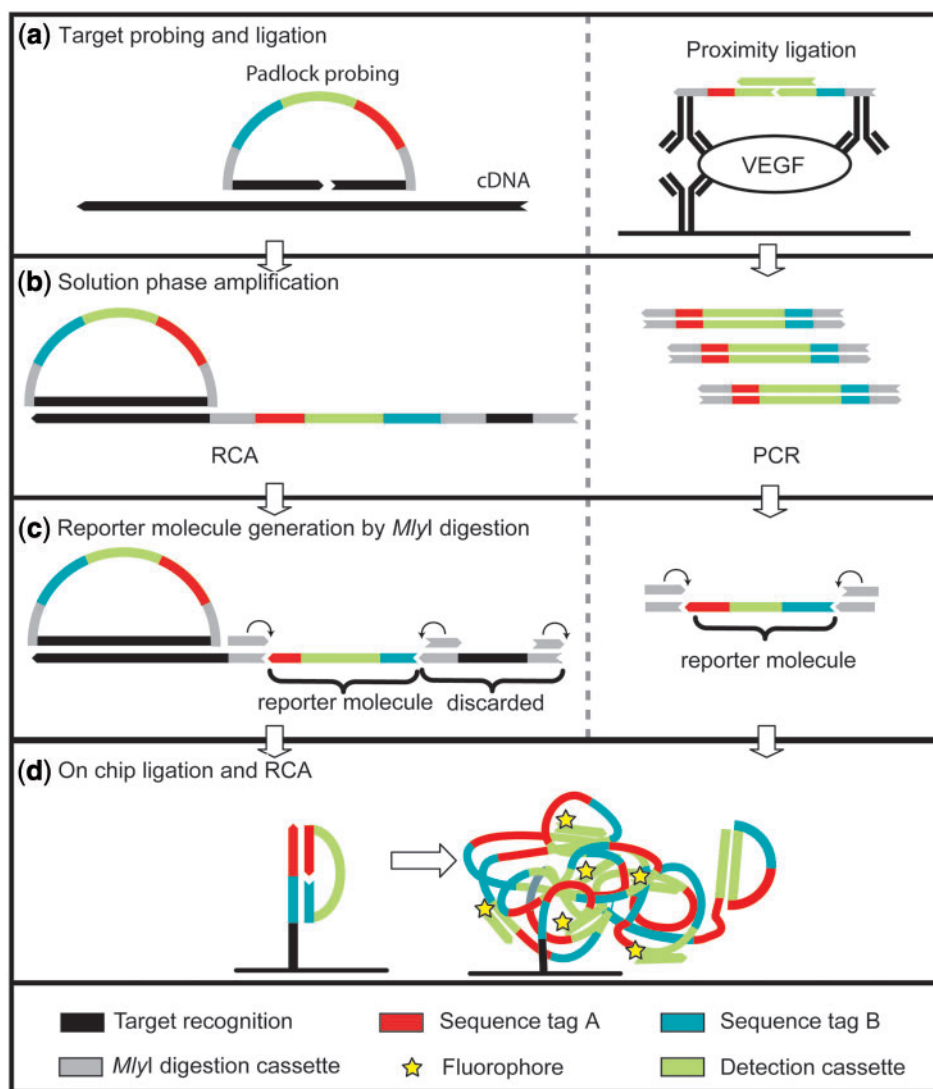 (a) Target probing and ligation
Padlock probing
cDNA
Proximity ligation
VEGF
(b) Solution phase amplification
RCA
PCR
(c) Reporter molecule generation by MlyI digestion
reporter molecule
discarded
reporter molecule
(d) On chip ligation and RCA
Target recognition
Sequence tag A
Sequence tag B
MlyI digestion cassette
Fluorophore
Detection cassette